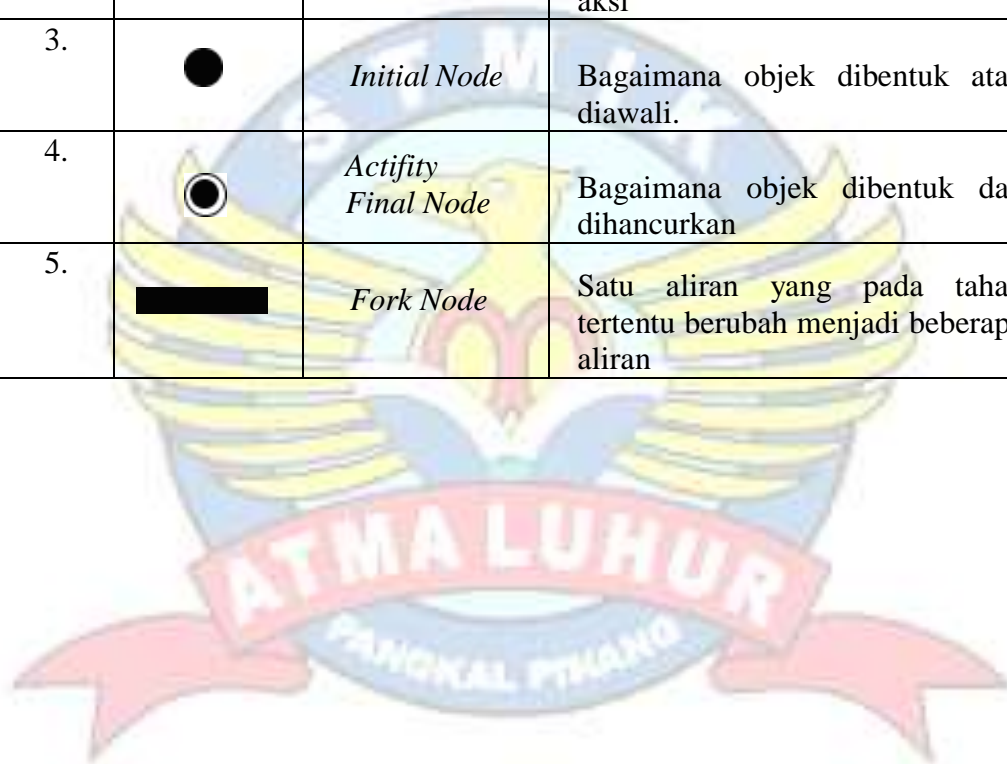 aksi
3.
Initial Node
Bagaimana objek dibentuk ata
diawali.
4.
Actifity
Final Node
Bagaimana objek dibentuk da
dihancurkan
5.
Fork Node
Satu aliran yang pada taha
tertentu berubah menjadi beberap
aliran
STMIK
ATMA LUHUR
PANGKAL PINANG